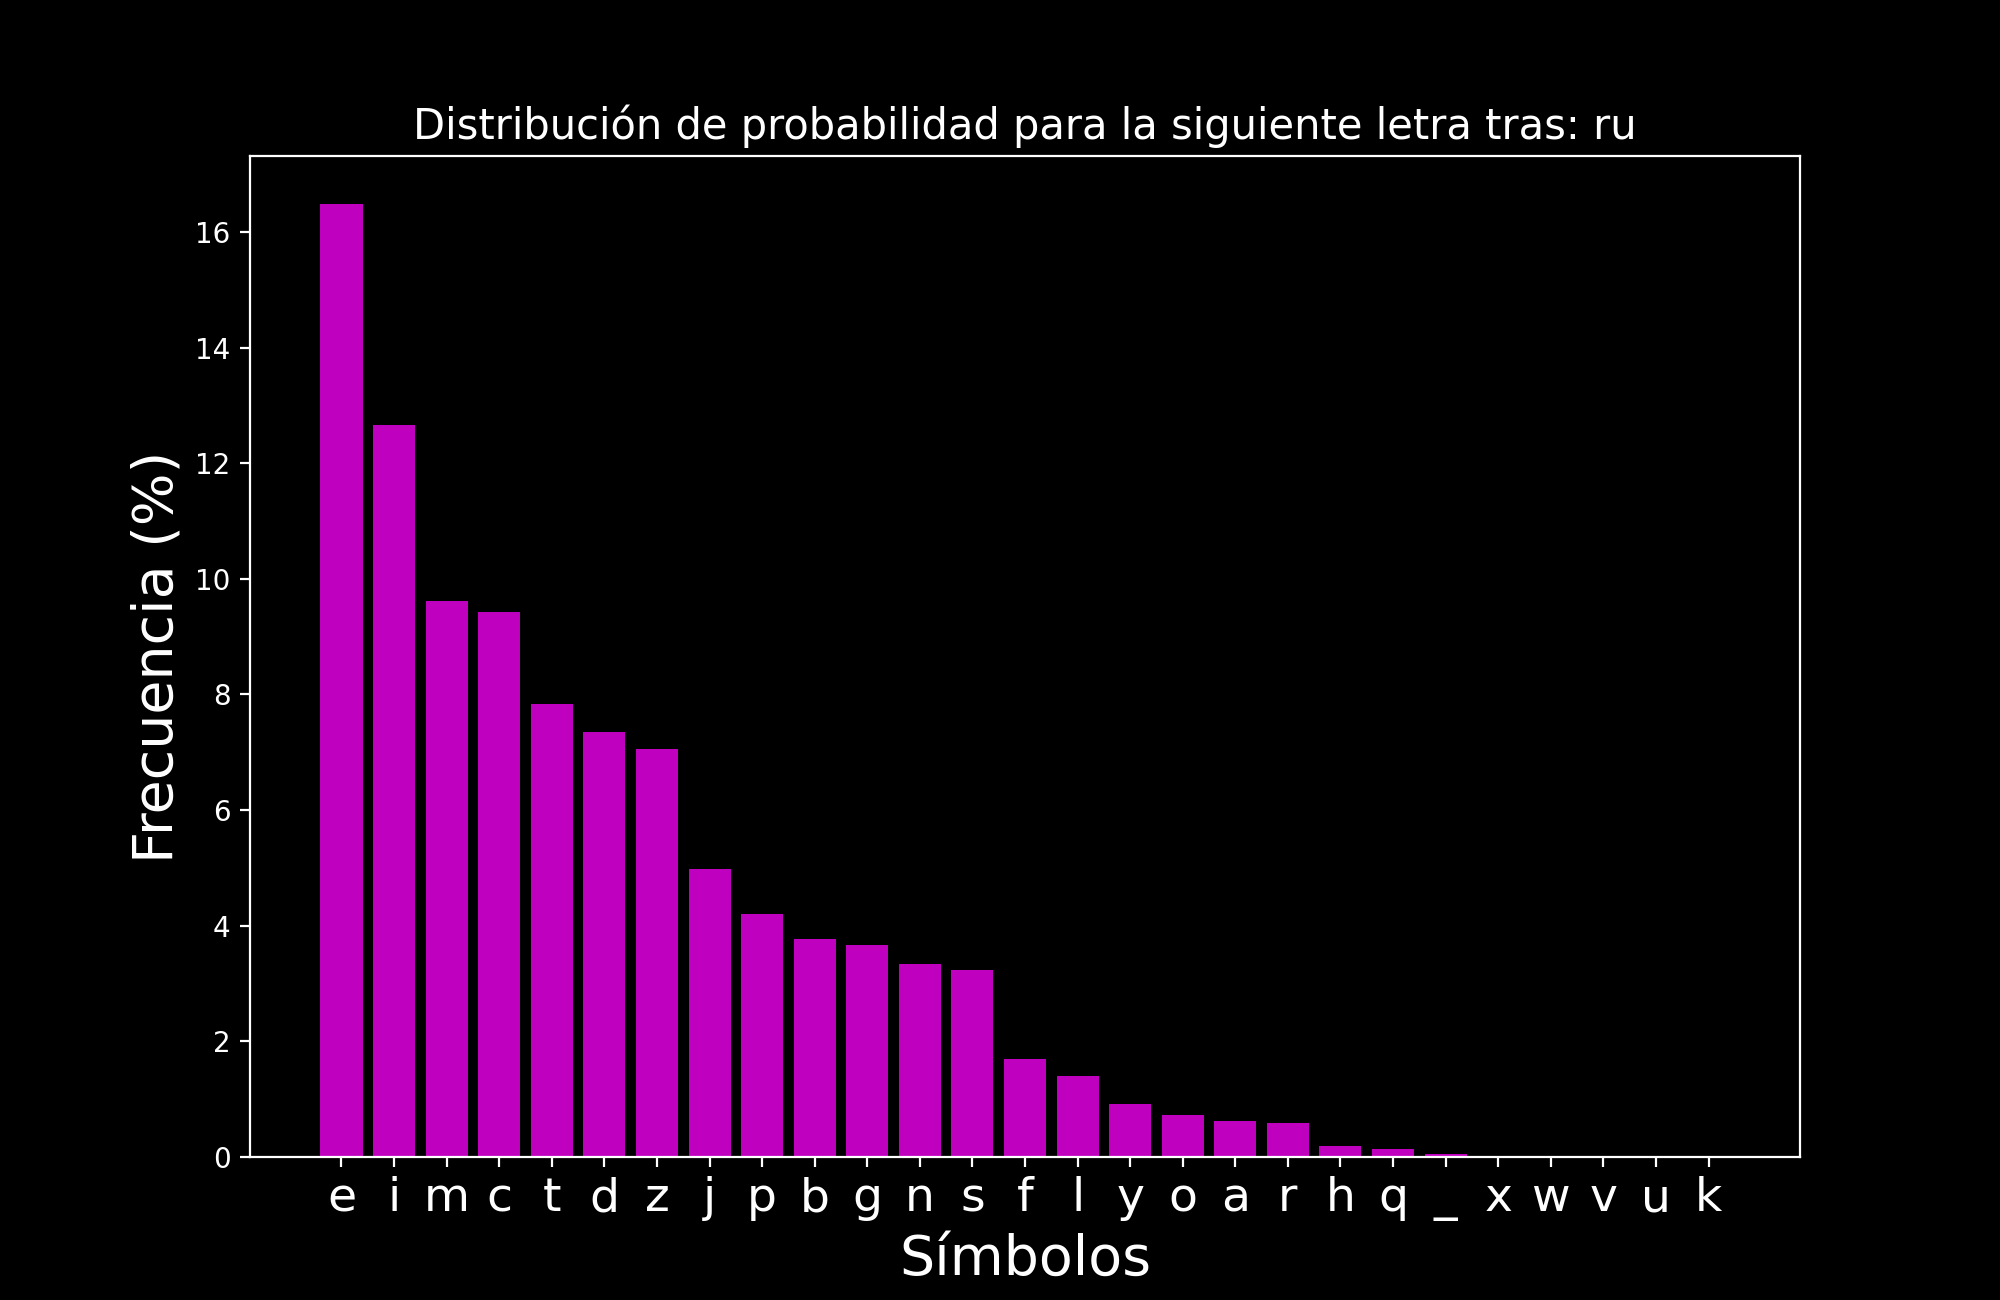 Distribución de probabilidad para la siguiente letra tras: ru
Frecuencia (%)
16
14
12
10
8
6
4
2
0
e i m c t d z j p b g n s f l y o a r h q _ x w v u k
Símbolos